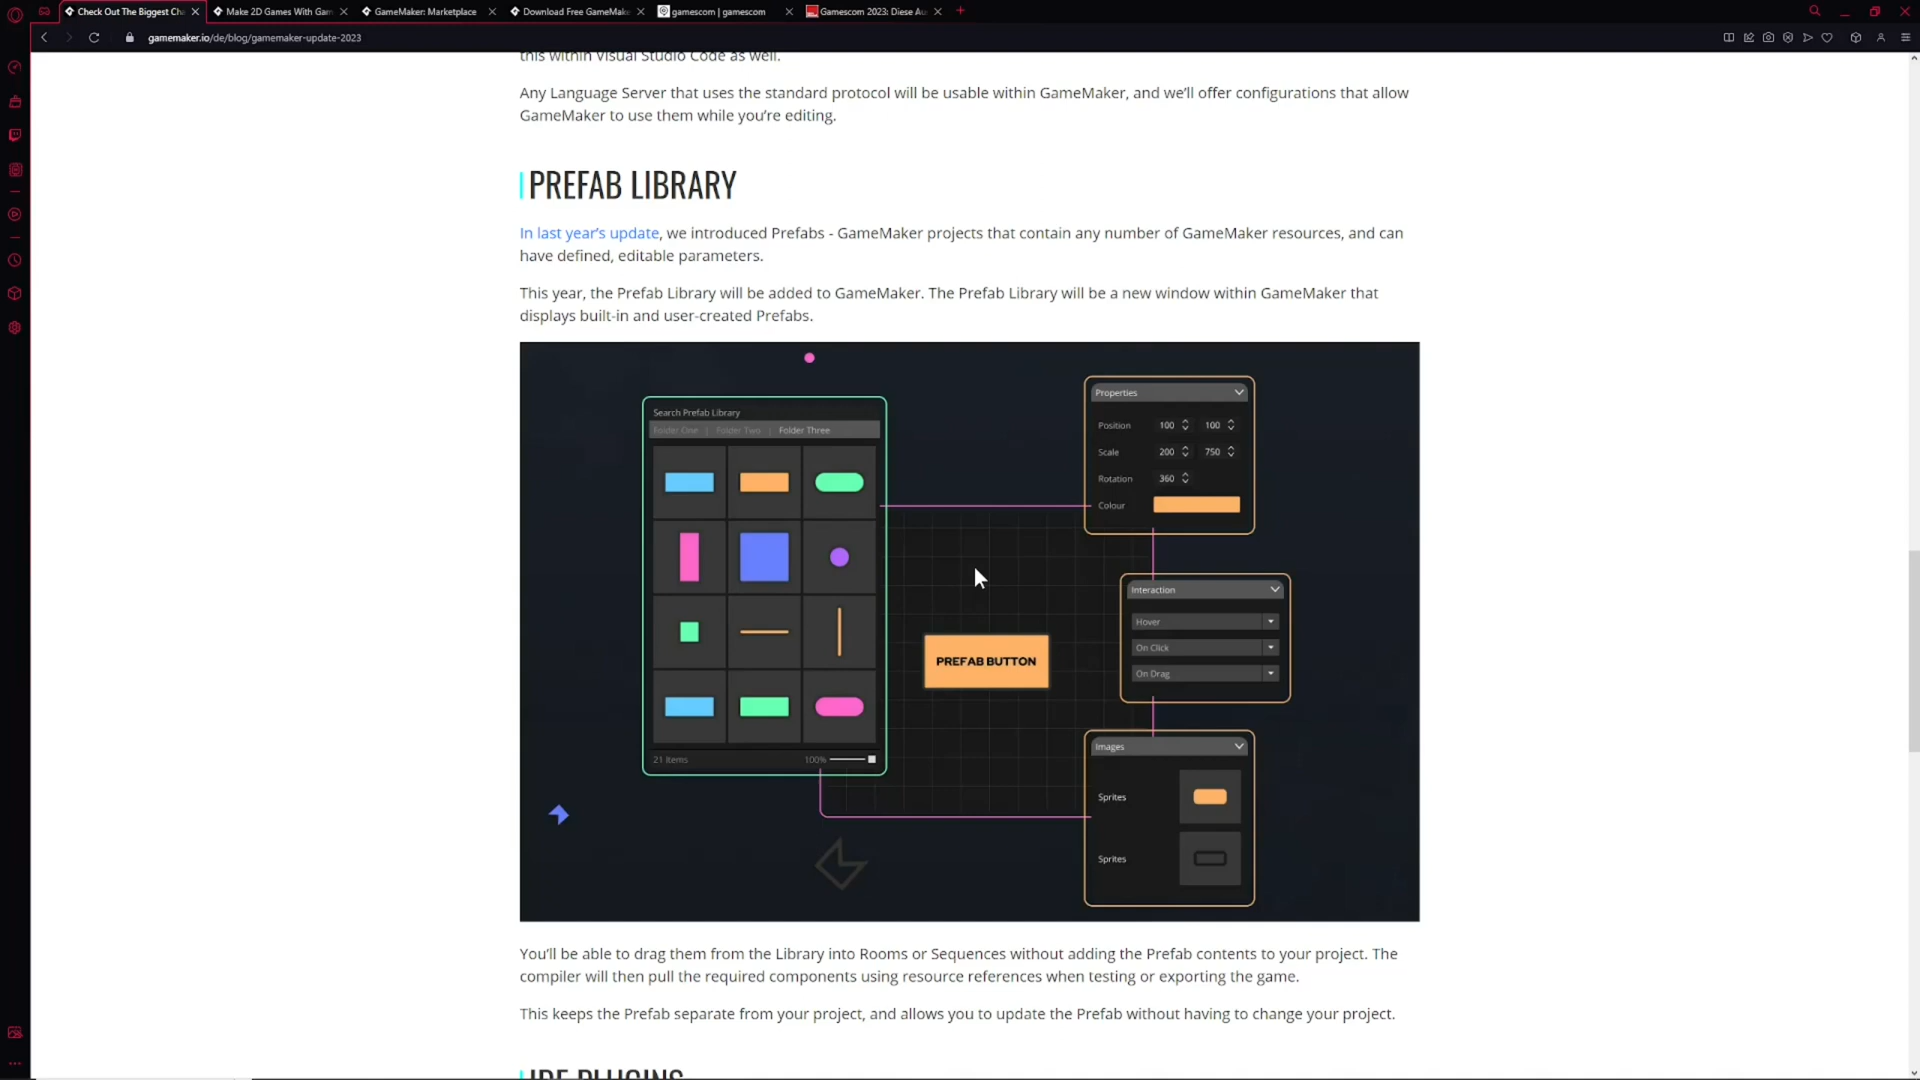 Check Out The Biggest Ch
Make 2D Games With Gam
GameMaker: Marketplace
Download Free GameMak
gamescom | gamescom
Gamescom 2023: Diese Au
gamemaker.io/de/blog/gamemaker-update-2023
this within Visual Studio Code as well.
Any Language Server that uses the standard protocol will be usable within GameMaker, and we'll offer configurations that allow
GameMaker to use them while you're editing.
PREFAB LIBRARY
In last year's update, we introduced Prefabs - GameMaker projects that contain any number of GameMaker resources, and can
have defined, editable parameters.
This year, the Prefab Library will be added to GameMaker. The Prefab Library will be a new window within GameMaker that
displays built-in and user-created Prefabs.
Search Prefab Library
Folder One | Folder Two | Folder Three
21 Items 100%
PREFAB BUTTON
Properties
Position 100 100
Scale 200 750
Rotation 360
Colour
Interaction
Hover
On Click
On Drag
Images
Sprites
Sprites
You'll be able to drag them from the Library into Rooms or Sequences without adding the Prefab contents to your project. The
compiler will then pull the required components using resource references when testing or exporting the game.
This keeps the Prefab separate from your project, and allows you to update the Prefab without having to change your project.
IDE PLUGINS